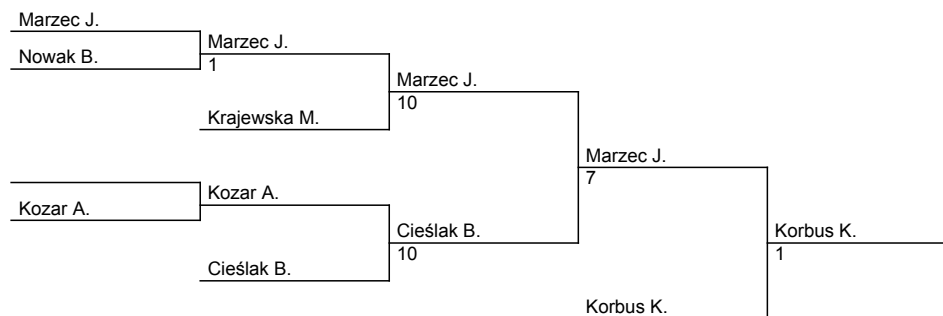 Marzec J.
Nowak B.
Marzec J.
1
Marzec J.
10
Krajewska M.
Marzec J.
7
Kozar A.
Kozar A.
Cieślak B.
10
Cieślak B.
Korbus K.
1
Korbus K.